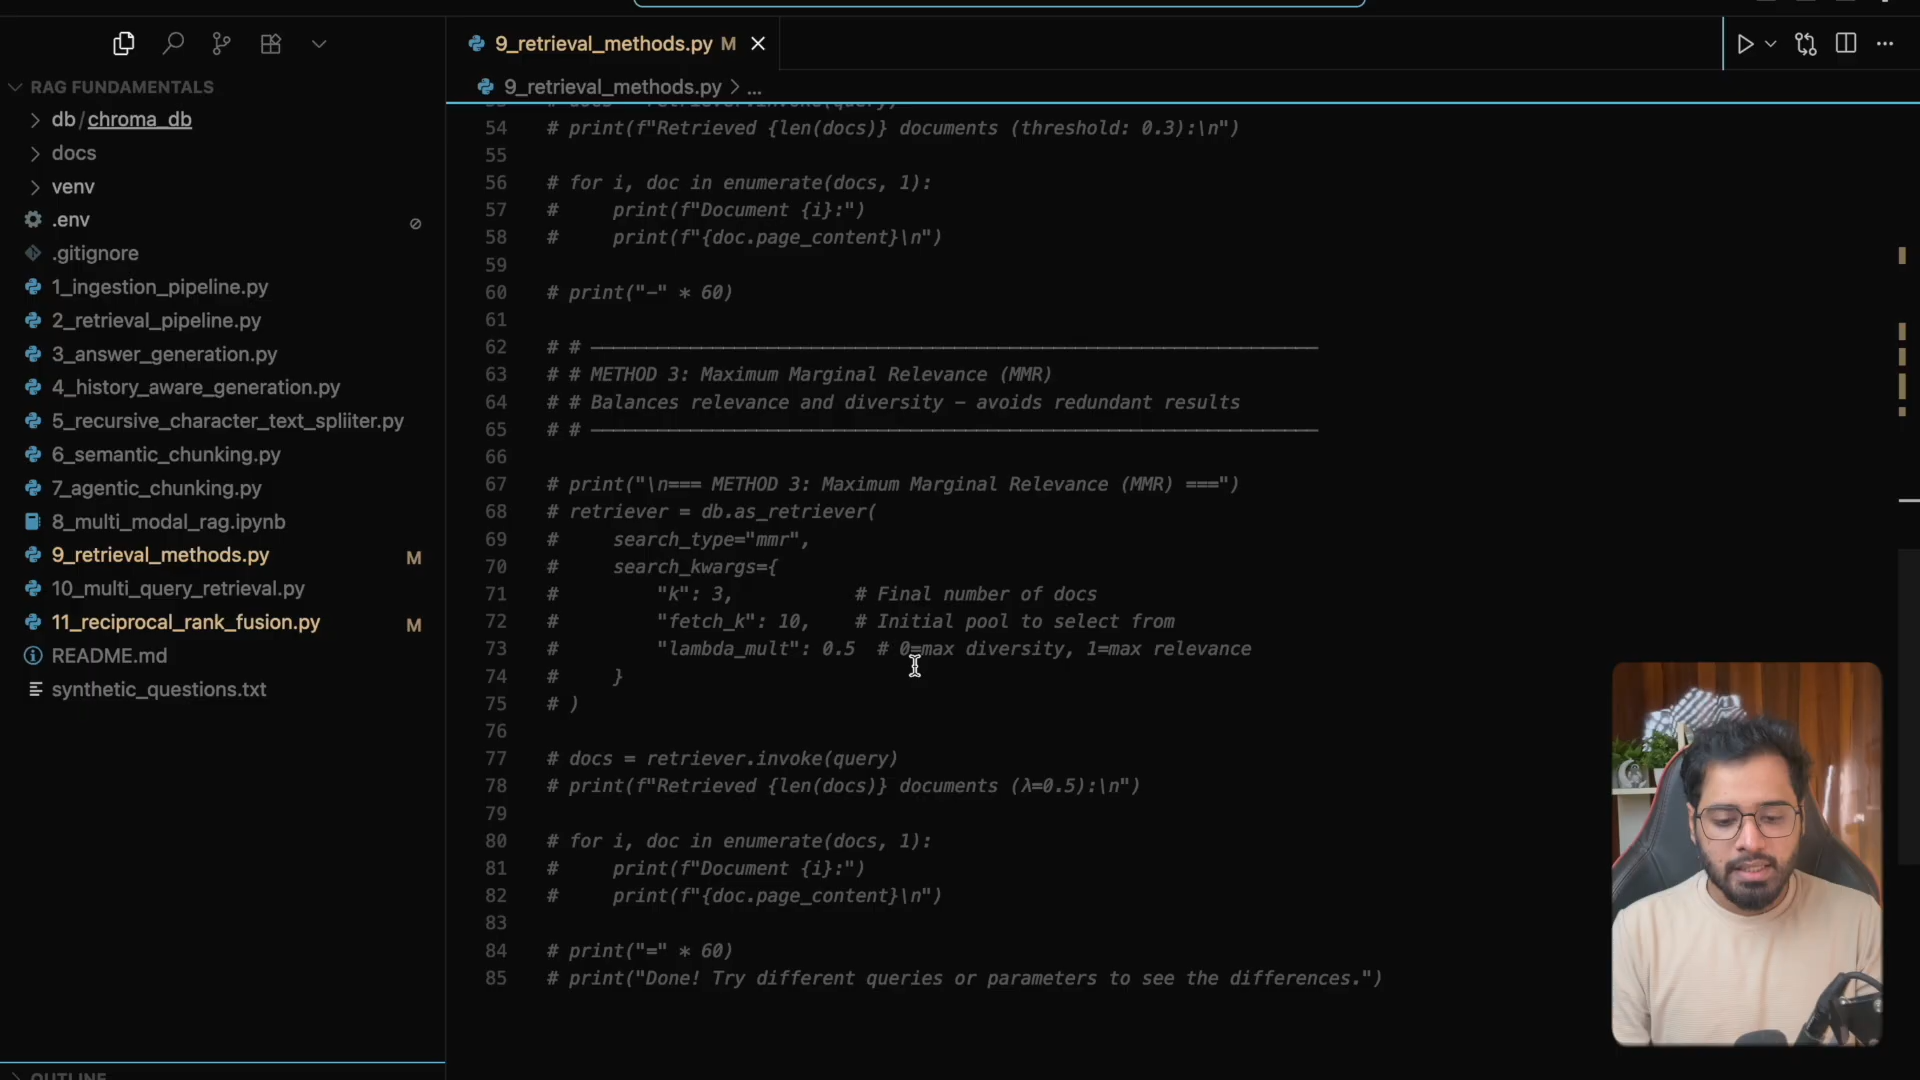 RAG FUNDAMENTALS
db/chroma_db
docs
venv
.env
.gitignore
1_ingestion_pipeline.py
2_retrieval_pipeline.py
3_answer_generation.py
4_history_aware_generation.py
5_recursive_character_text_spliiter.py
6_semantic_chunking.py
7_agentic_chunking.py
8_multi_modal_rag.ipynb
9_retrieval_methods.py M
10_multi_query_retrieval.py
11_reciprocal_rank_fusion.py M
README.md
synthetic_questions.txt
OUTLINE
9_retrieval_methods.py M
9_retrieval_methods.py > ...
53 # docs = retriever.invoke(query)
54 # print(f"Retrieved {len(docs)} documents (threshold: 0.3):\n")
55
56 # for i, doc in enumerate(docs, 1):
57 #     print(f"Document {i}:")
58 #     print(f"{doc.page_content}\n")
59
60 # print("-" * 60)
61
62 # # ──────────────────────────────────────────────────────────────────
63 # # METHOD 3: Maximum Marginal Relevance (MMR)
64 # # Balances relevance and diversity - avoids redundant results
65 # # ──────────────────────────────────────────────────────────────────
66
67 # print("\n=== METHOD 3: Maximum Marginal Relevance (MMR) ===")
68 # retriever = db.as_retriever(
69 #     search_type="mmr",
70 #     search_kwargs={
71 #         "k": 3,           # Final number of docs
72 #         "fetch_k": 10,    # Initial pool to select from
73 #         "lambda_mult": 0.5  # 0=max diversity, 1=max relevance
74 #     }
75 # )
76
77 # docs = retriever.invoke(query)
78 # print(f"Retrieved {len(docs)} documents (λ=0.5):\n")
79
80 # for i, doc in enumerate(docs, 1):
81 #     print(f"Document {i}:")
82 #     print(f"{doc.page_content}\n")
83
84 # print("=" * 60)
85 # print("Done! Try different queries or parameters to see the differences.")